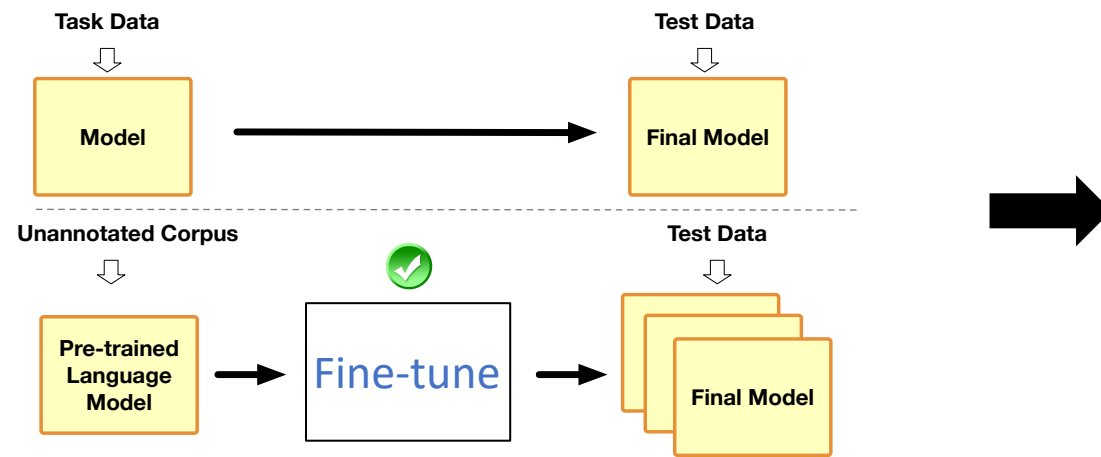 Task Data
Test Data
Model
Final Model
Unannotated Corpus
Test Data
Pre-trained
Language
Model
Fine-tune
Final Model